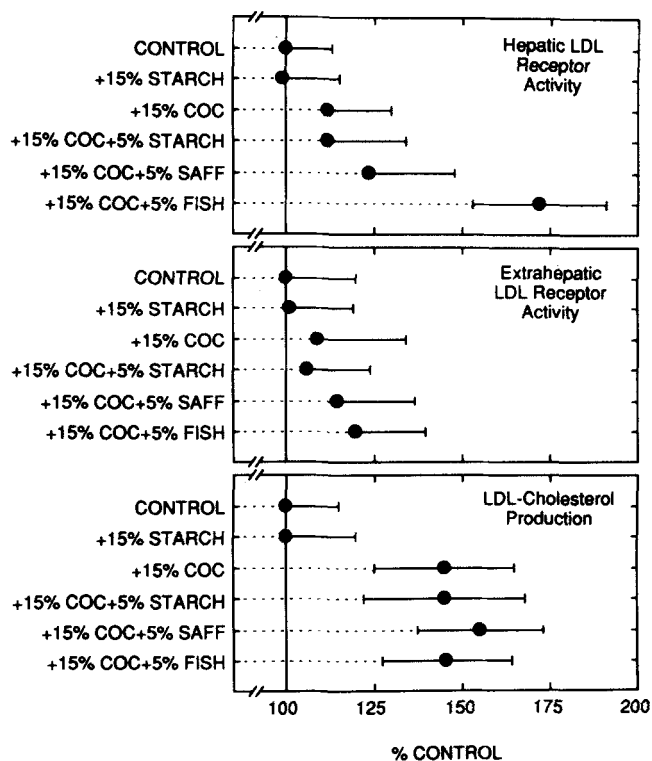 CONTROL
+15% STARCH
+15% COC
+15% COC+5% STARCH
+15% COC+5% SAFF
+15% COC+5% FISH
Hepatic LDL
Receptor
Activity
CONTROL
+15% STARCH
+15% COC
+15% COC+5% STARCH
+15% COC+5% SAFF
+15% COC+5% FISH
Extrahepatic
LDL Receptor
Activity
CONTROL
+15% STARCH
+15% COC
+15% COC+5% STARCH
+15% COC+5% SAFF
+15% COC+5% FISH
LDL-Cholesterol
Production
100 125 150 175 200
% CONTROL